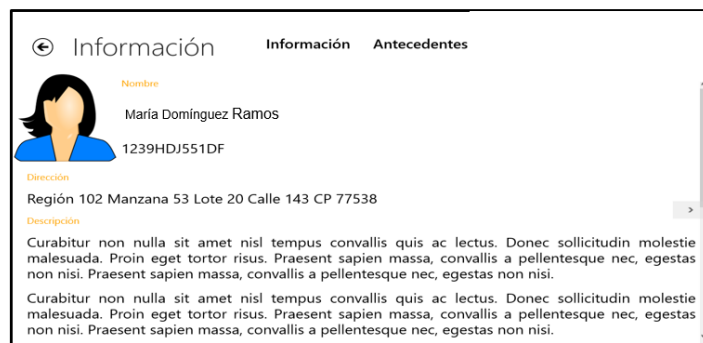 Información Información Antecedentes
Nombre
María Domínguez Ramos
1239HDJ551DF
Dirección
Región 102 Manzana 53 Lote 20 Calle 143 CP 77538
Descripción
Curabitur non nulla sit amet nisl tempus convallis quis ac lectus. Donec sollicitudin molestie
malesuada. Proin eget tortor risus. Praesent sapien massa, convallis a pellentesque nec, egestas
non nisi. Praesent sapien massa, convallis a pellentesque nec, egestas non nisi.
Curabitur non nulla sit amet nisl tempus convallis quis ac lectus. Donec sollicitudin molestie
malesuada. Proin eget tortor risus. Praesent sapien massa, convallis a pellentesque nec, egestas
non nisi. Praesent sapien massa, convallis a pellentesque nec, egestas non nisi.